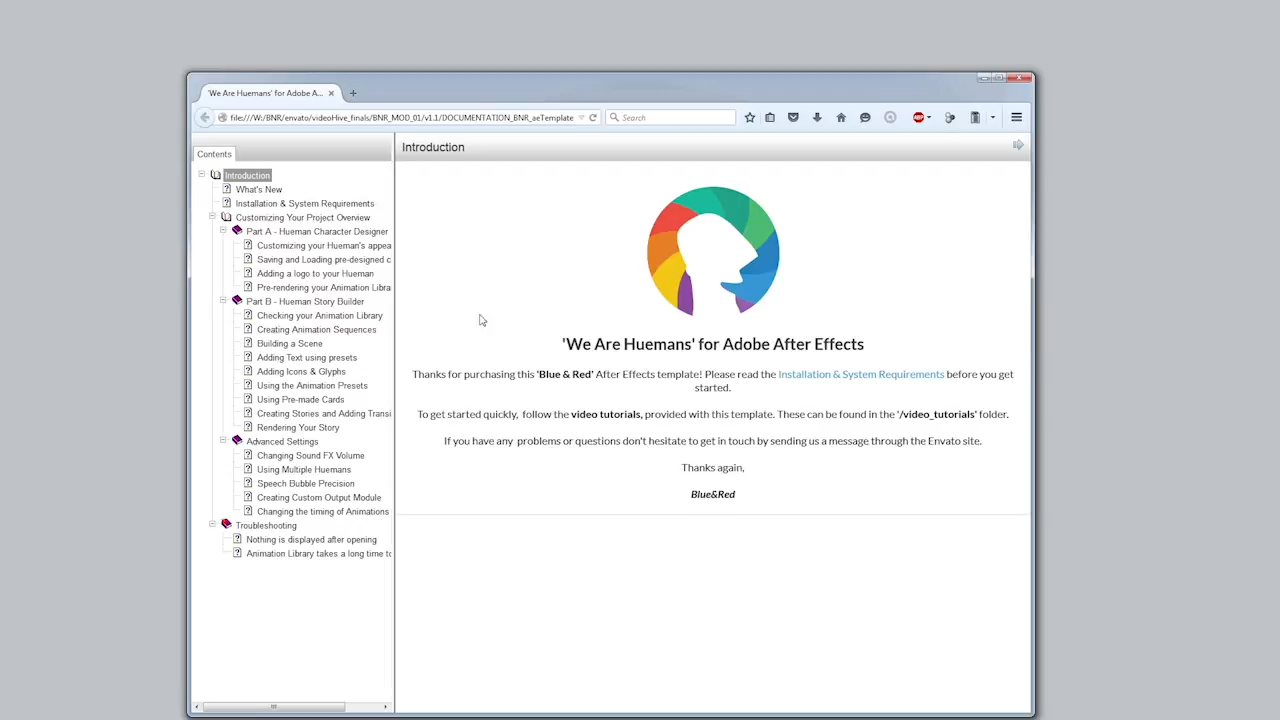 'We Are Huemans' for Adobe A...
file:///W:/BNR/envato/videoHive_finals/BNR_MOD_01/v1.1/DOCUMENTATION_BNR_aeTemplate
Search
ABP
Contents
Introduction
What's New
Installation & System Requirements
Customizing Your Project Overview
Part A - Hueman Character Designer
Customizing your Hueman's appea
Saving and Loading pre-designed c
Adding a logo to your Hueman
Pre-rendering your Animation Libra
Part B - Hueman Story Builder
Checking your Animation Library
Creating Animation Sequences
Building a Scene
Adding Text using presets
Adding Icons & Glyphs
Using the Animation Presets
Using Pre-made Cards
Creating Stories and Adding Transi
Rendering Your Story
Advanced Settings
Changing Sound FX Volume
Using Multiple Huemans
Speech Bubble Precision
Creating Custom Output Module
Changing the timing of Animations
Troubleshooting
Nothing is displayed after opening
Animation Library takes a long time to
Introduction
'We Are Huemans' for Adobe After Effects
Thanks for purchasing this 'Blue & Red' After Effects template! Please read the Installation & System Requirements before you get
started.
To get started quickly, follow the video tutorials, provided with this template. These can be found in the '/video_tutorials' folder.
If you have any problems or questions don't hesitate to get in touch by sending us a message through the Envato site.
Thanks again,
Blue&Red